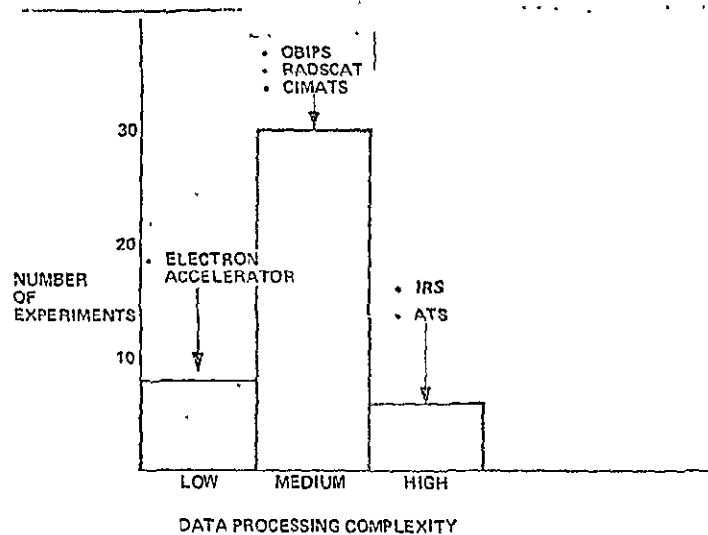 • OBIPS
• RADSCAT
• CIMATS
30
20
ELECTRON
ACCELERATOR
NUMBER
OF
EXPERIMENTS
10
• IRS
• ATS
LOW MEDIUM HIGH
DATA PROCESSING COMPLEXITY